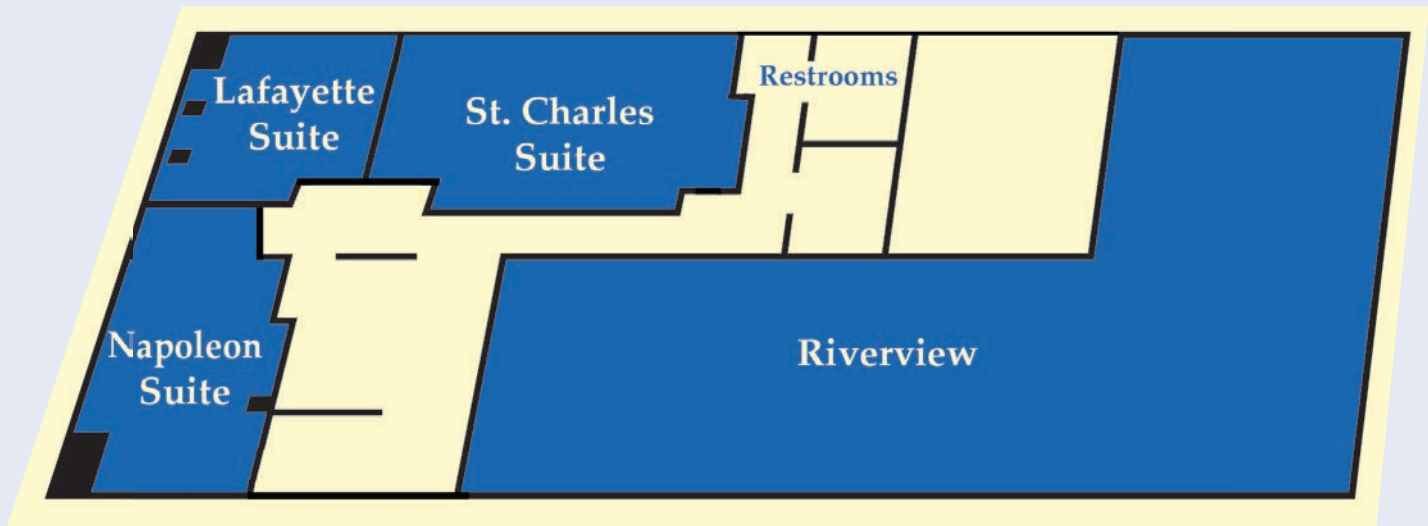 Lafayette
Suite
St. Charles
Suite
Restrooms
Napoleon
Suite
Riverview